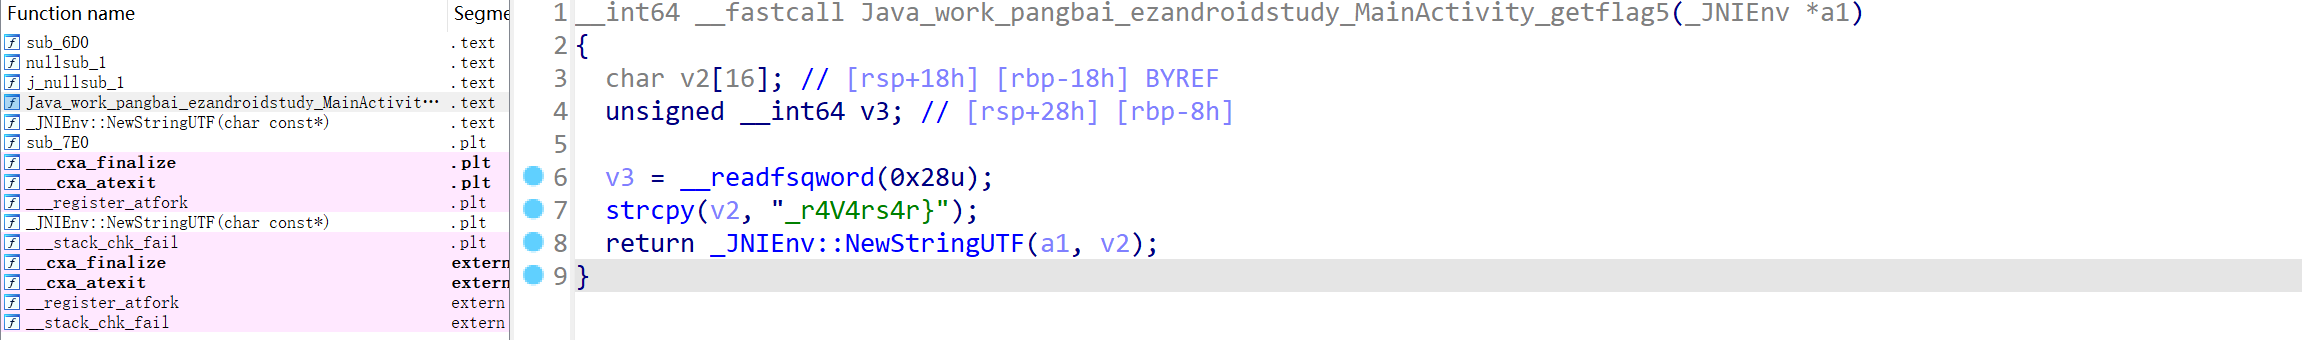 Function name Segme
sub_6D0 .text
nullsub_1 .text
j_nullsub_1 .text
Java_work_pangbai_ezandroidstudy_MainActivit… .text
_JNIEnv::NewStringUTF(char const*) .text
sub_7E0 .plt
___cxa_finalize .plt
___cxa_atexit .plt
___register_atfork .plt
_JNIEnv::NewStringUTF(char const*) .plt
___stack_chk_fail .plt
__cxa_finalize extern
__cxa_atexit extern
__register_atfork extern
__stack_chk_fail extern
1 __int64 __fastcall Java_work_pangbai_ezandroidstudy_MainActivity_getflag5(_JNIEnv *a1)
2 {
3 char v2[16]; // [rsp+18h] [rbp-18h] BYREF
4 unsigned __int64 v3; // [rsp+28h] [rbp-8h]
5
6 v3 = __readfsqword(0x28u);
7 strcpy(v2, "_r4V4rs4r}");
8 return _JNIEnv::NewStringUTF(a1, v2);
9 }